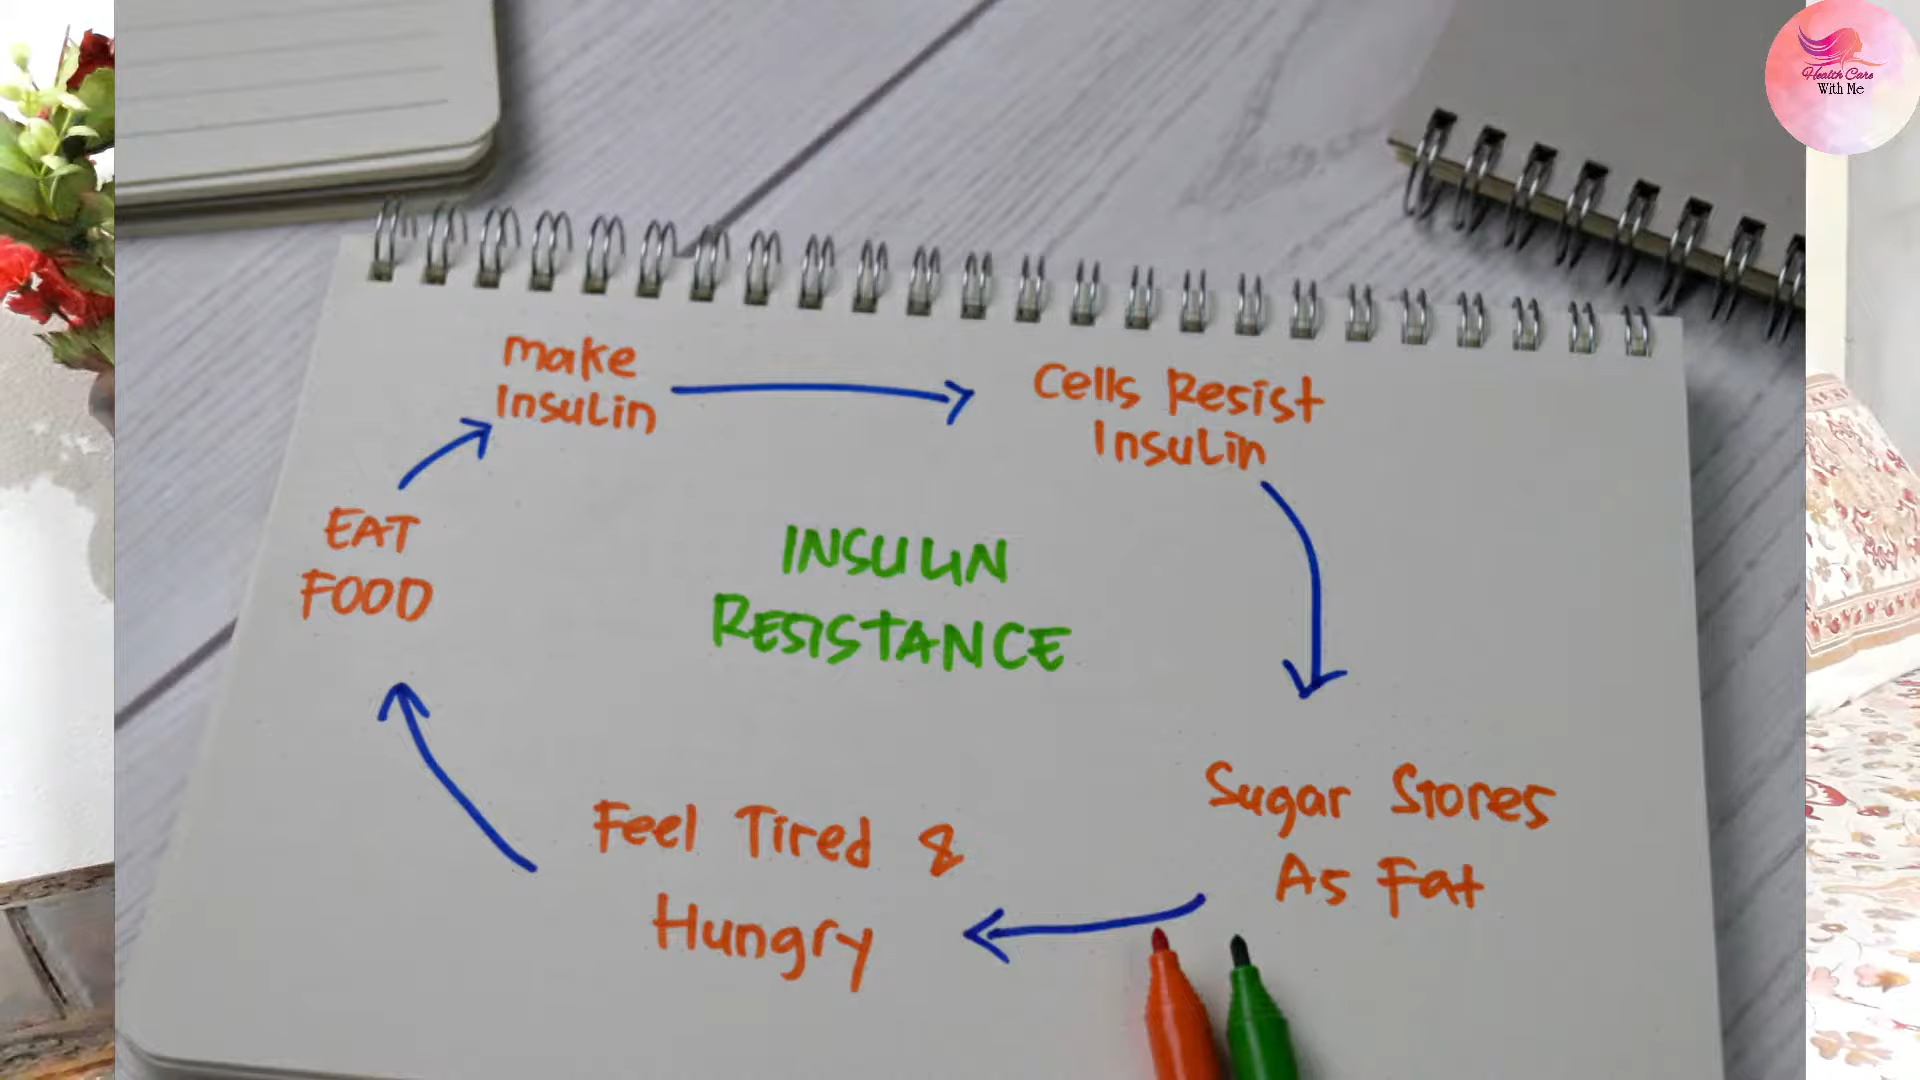 Health Care
With Me
make
Insulin
Cells Resist
Insulin
EAT
FOOD
INSULIN
RESISTANCE
Sugar Stores
As Fat
Feel Tired &
Hungry